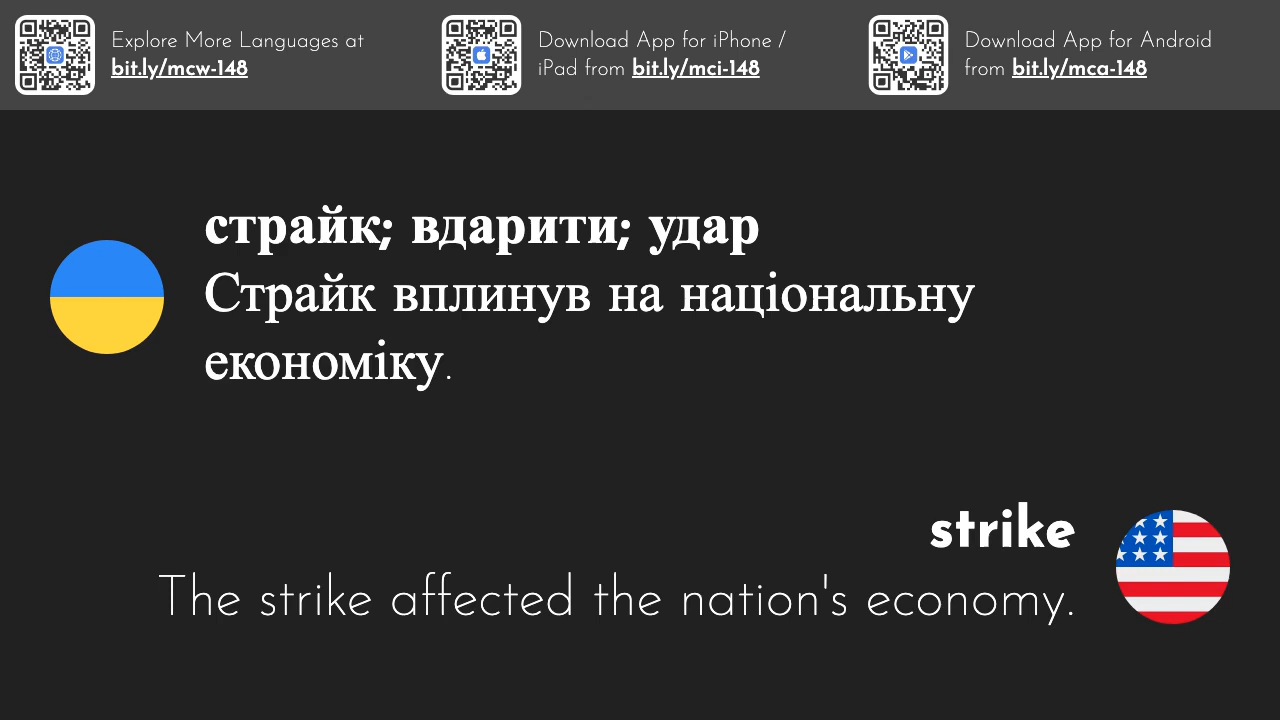 Explore More Languages at
bit.ly/mcw-148
Download App for iPhone /
iPad from bit.ly/mci-148
Download App for Android
from bit.ly/mca-148
страйк; вдарити; удар
Страйк вплинув на національну
економіку.
strike
The strike affected the nation's economy.